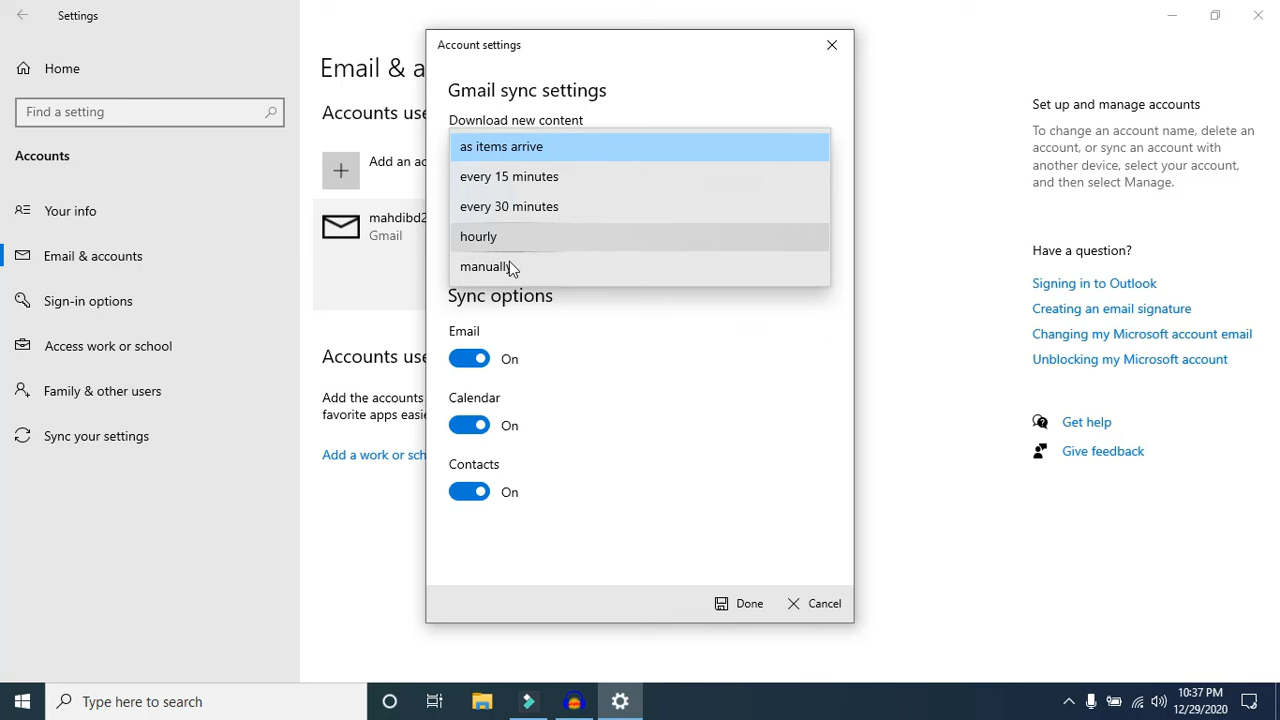 Settings
Home
Find a setting
Accounts
Your info
Email & accounts
Sign-in options
Access work or school
Family & other users
Sync your settings
Email & a
Accounts use
Add an ac
mahdibd2
Gmail
Accounts use
Add the accounts
favorite apps easie
Add a work or sch
Account settings
Gmail sync settings
Download new content
as items arrive
every 15 minutes
every 30 minutes
hourly
manually
Sync options
Email
On
Calendar
On
Contacts
On
Done
Cancel
Set up and manage accounts
To change an account name, delete an
account, or sync an account with
another device, select your account,
and then select Manage.
Have a question?
Signing in to Outlook
Creating an email signature
Changing my Microsoft account email
Unblocking my Microsoft account
Get help
Give feedback
Type here to search
10:37 PM
12/29/2020